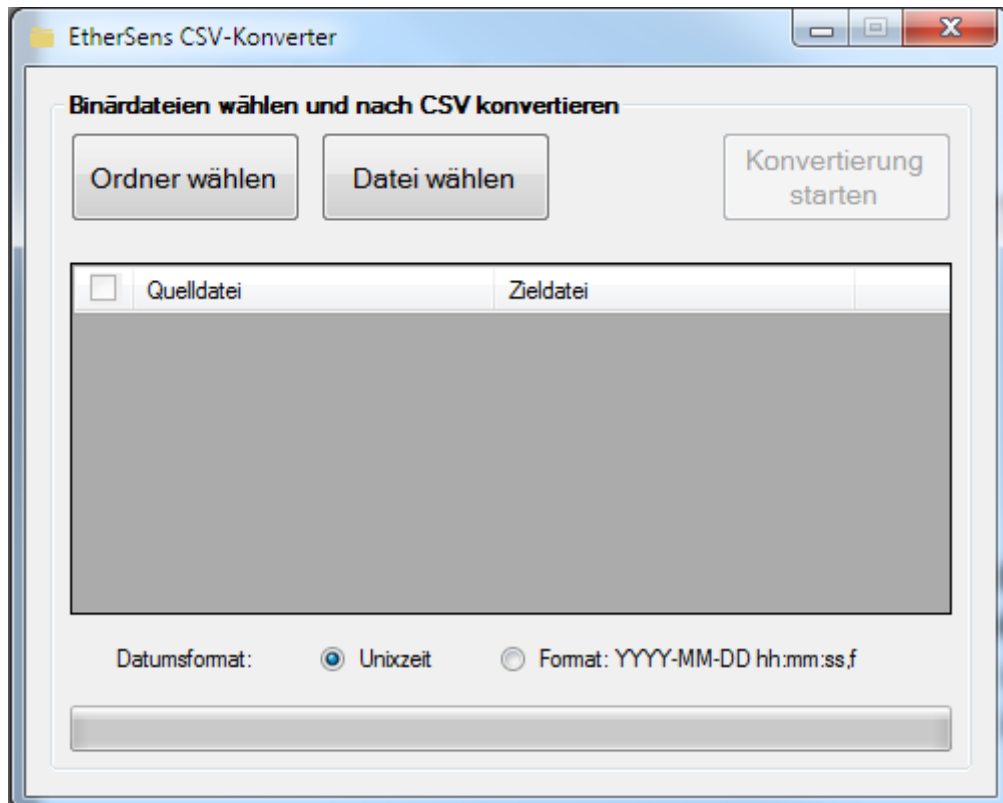 EtherSens CSV-Konverter
Binärdateien wählen und nach CSV konvertieren
Ordner wählen
Datei wählen
Konvertierung
starten
Quelldatei
Zieldatei
Datumsformat:
Unixzeit
Format: YYYY-MM-DD hh:mm:ss,f